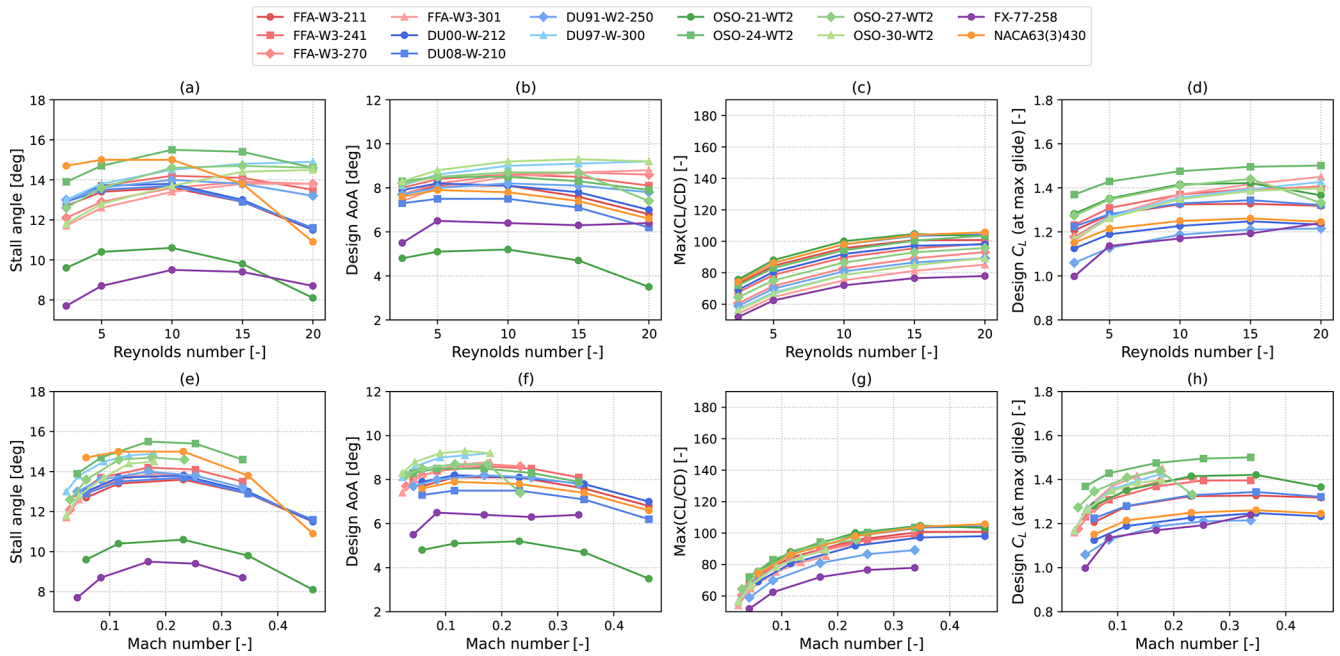 FFA-W3-211 FFA-W3-301 DU91-W2-250 OSO-21-WT2 OSO-27-WT2 FX-77-258
FFA-W3-241 DU00-W-212 DU97-W-300 OSO-24-WT2 OSO-30-WT2 NACA63(3)430
FFA-W3-270 DU08-W-210
(a)
Stall angle [deg]
18
16
14
12
10
8
5 10 15 20
Reynolds number [-]
(b)
Design AoA [deg]
12
10
8
6
4
2
5 10 15 20
Reynolds number [-]
(c)
Max(CL/CD) [-]
180
160
140
120
100
80
60
5 10 15 20
Reynolds number [-]
(d)
Design C_L (at max glide) [-]
1.8
1.6
1.4
1.2
1.0
0.8
5 10 15 20
Reynolds number [-]
(e)
Stall angle [deg]
18
16
14
12
10
8
0.1 0.2 0.3 0.4
Mach number [-]
(f)
Design AoA [deg]
12
10
8
6
4
2
0.1 0.2 0.3 0.4
Mach number [-]
(g)
Max(CL/CD) [-]
180
160
140
120
100
80
60
0.1 0.2 0.3 0.4
Mach number [-]
(h)
Design C_L (at max glide) [-]
1.8
1.6
1.4
1.2
1.0
0.8
0.1 0.2 0.3 0.4
Mach number [-]